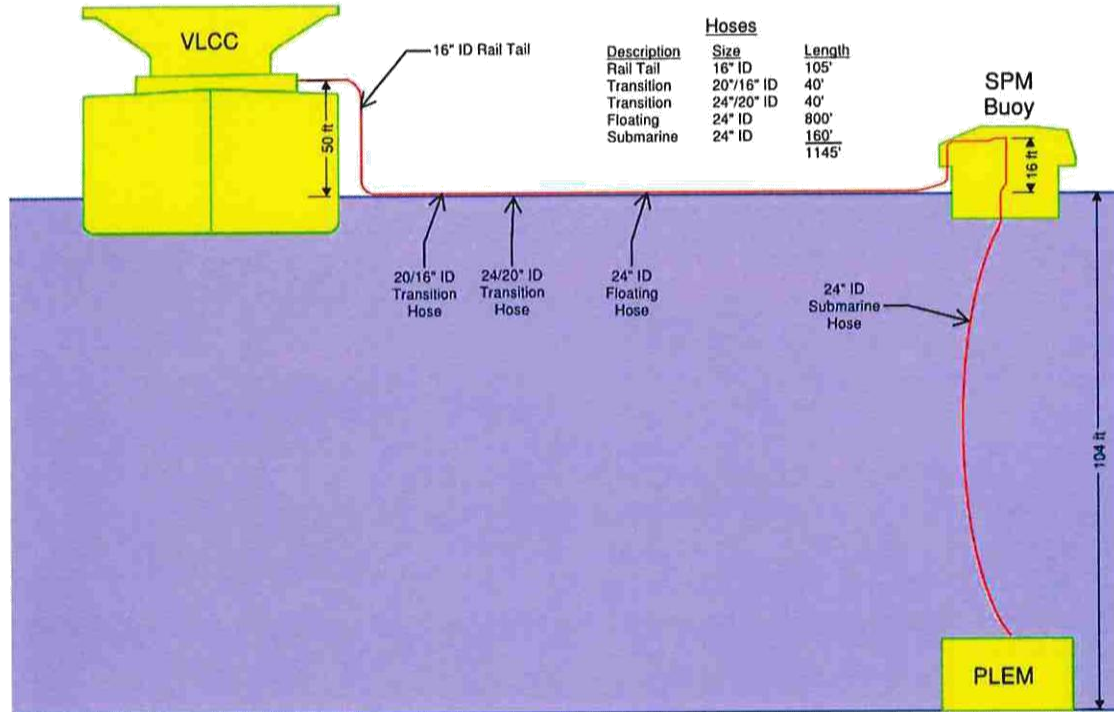 VLCC
16" ID Rail Tail
Hoses
Description Size Length
Rail Tail 16" ID 105'
Transition 20"/16" ID 40'
Transition 24"/20" ID 40'
Floating 24" ID 800'
Submarine 24" ID 160'
1145'
SPM
Buoy
50 ft
16 ft
20/16" ID
Transition
Hose
24/20" ID
Transition
Hose
24" ID
Floating
Hose
24" ID
Submarine
Hose
104 ft
PLEM